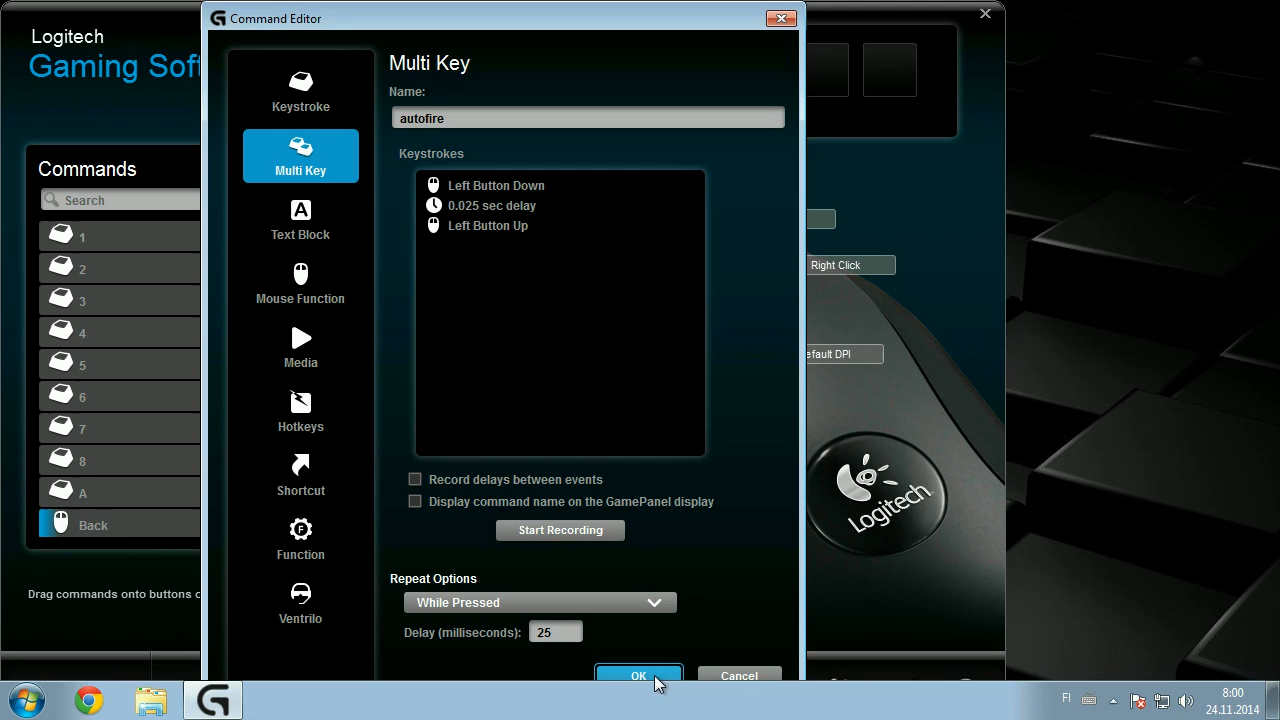 Command Editor
Logitech
Gaming Soft
Commands
Search
1
2
3
4
5
6
7
8
A
Back
Drag commands onto buttons o
Keystroke
Multi Key
Text Block
Mouse Function
Media
Hotkeys
Shortcut
Function
Ventrilo
Multi Key
Name:
autofire
Keystrokes
Left Button Down
0.025 sec delay
Left Button Up
Record delays between events
Display command name on the GamePanel display
Start Recording
Repeat Options
While Pressed
Delay (milliseconds):
25
OK
Cancel
Right Click
efault DPI
Logitech
FI
8:00
24.11.2014